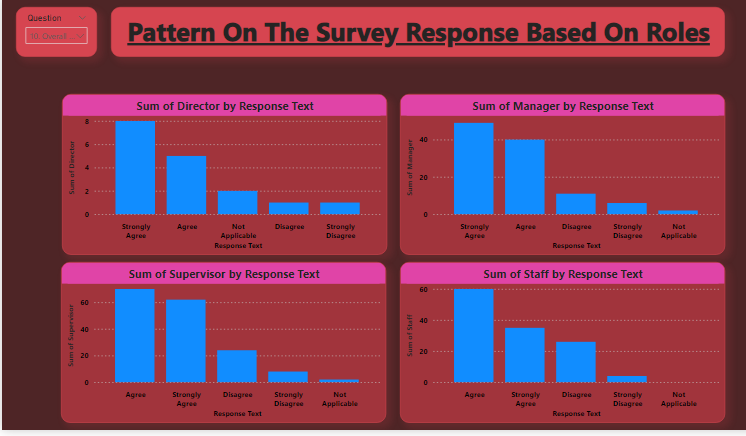 Question
10. Overall ...
Pattern On The Survey Response Based On Roles
Sum of Director by Response Text
Sum of Director
8
6
4
2
0
Strongly
Agree
Agree
Not
Applicable
Disagree
Strongly
Disagree
Response Text
Sum of Manager by Response Text
Sum of Manager
40
20
0
Strongly
Agree
Agree
Disagree
Strongly
Disagree
Not
Applicable
Response Text
Sum of Supervisor by Response Text
Sum of Supervisor
60
40
20
0
Agree
Strongly
Agree
Disagree
Strongly
Disagree
Not
Applicable
Response Text
Sum of Staff by Response Text
Sum of Staff
60
40
20
0
Agree
Strongly
Agree
Disagree
Strongly
Disagree
Not
Applicable
Response Text